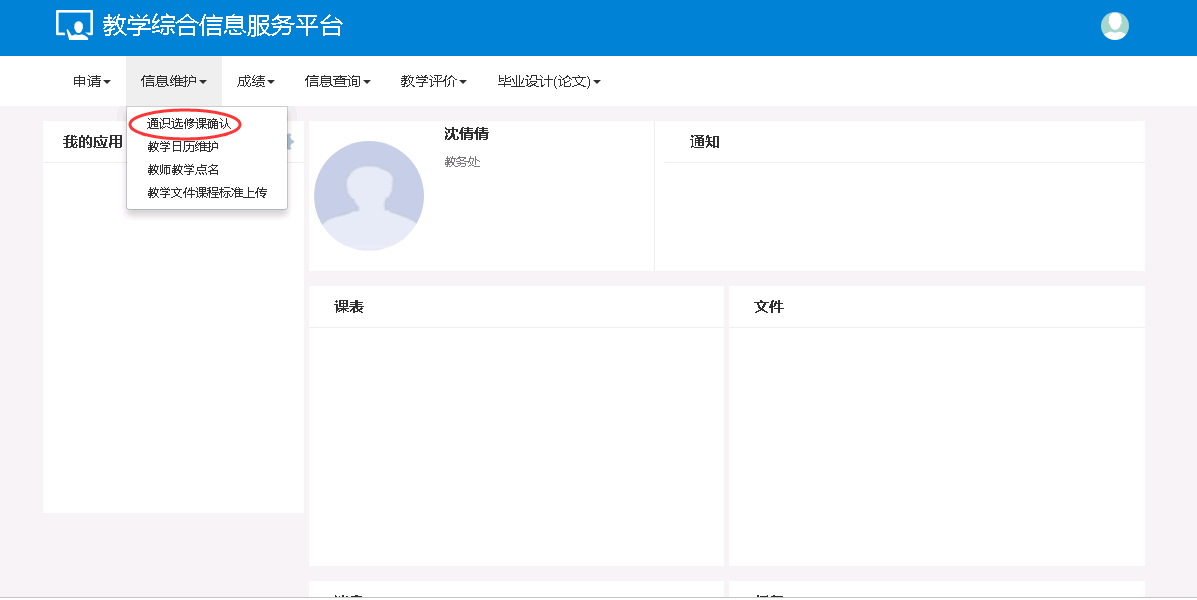 教学综合信息服务平台
申请 信息维护 成绩 信息查询 教学评价 毕业设计(论文)
通识选修课确认
教学日历维护
教师教学点名
教学文件课程标准上传
我的应用
沈倩倩
教务处
通知
课表
文件